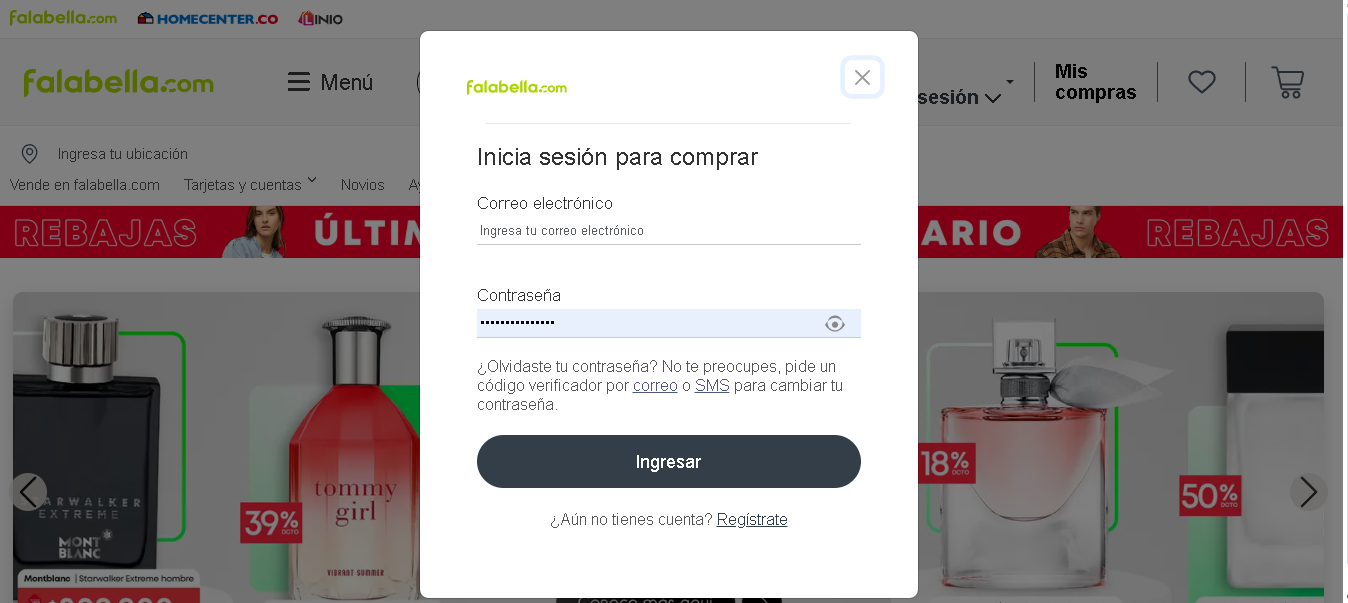 falabella.com HOMECENTER.CO LINIO
falabella.com Menú
sesión
Mis
compras
Ingresa tu ubicación
Vende en falabella.com Tarjetas y cuentas Novios
REBAJAS
REBAJAS
falabella.com
Inicia sesión para comprar
Correo electrónico
Ingresa tu correo electrónico
Contraseña
•••••••••••••••
¿Olvidaste tu contraseña? No te preocupes, pide un
código verificador por correo o SMS para cambiar tu
contraseña.
Ingresar
¿Aún no tienes cuenta? Regístrate
STARWALKER
EXTREME
MONT
BLANC
Montblanc | Starwalker Extreme hombre
39%
DCTO
tommy
girl
VIBRANT SUMMER
18%
DCTO
50%
DCTO